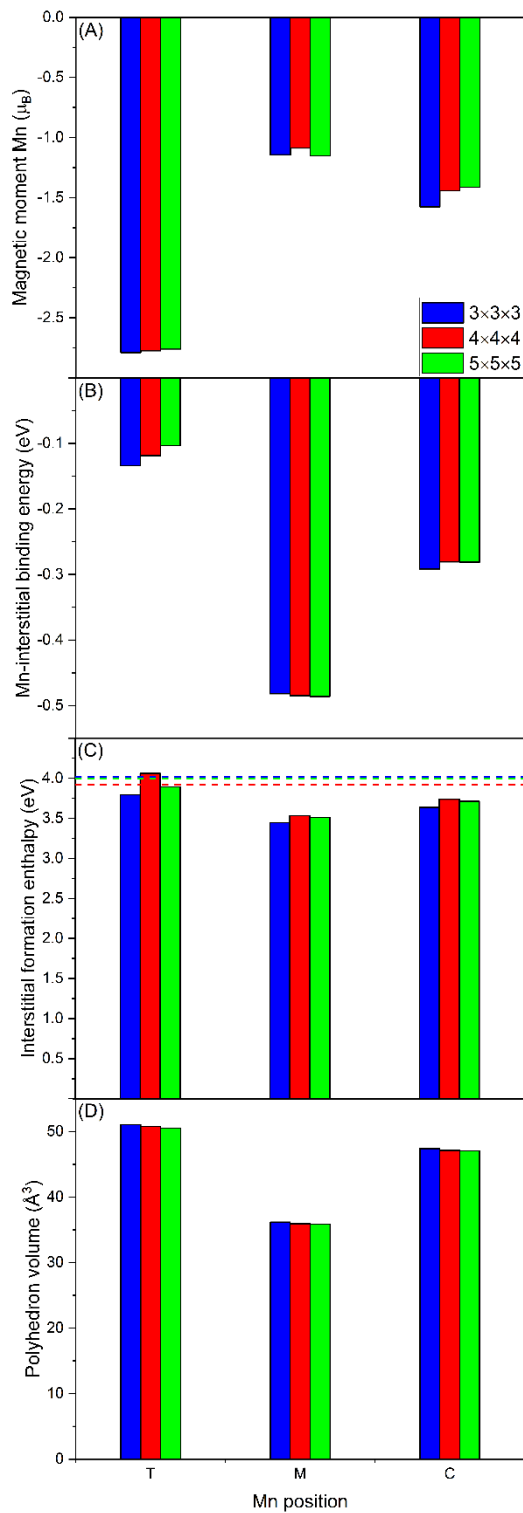 (A)
Magnetic moment Mn (μB)
0.0
-0.5
-1.0
-1.5
-2.0
-2.5
3×3×3
4×4×4
5×5×5
(B)
Mn-interstitial binding energy (eV)
-0.1
-0.2
-0.3
-0.4
-0.5
(C)
Interstitial formation enthalpy (eV)
4.0
3.5
3.0
2.5
2.0
1.5
1.0
0.5
(D)
Polyhedron volume (Å³)
50
40
30
20
10
0
T M C
Mn position